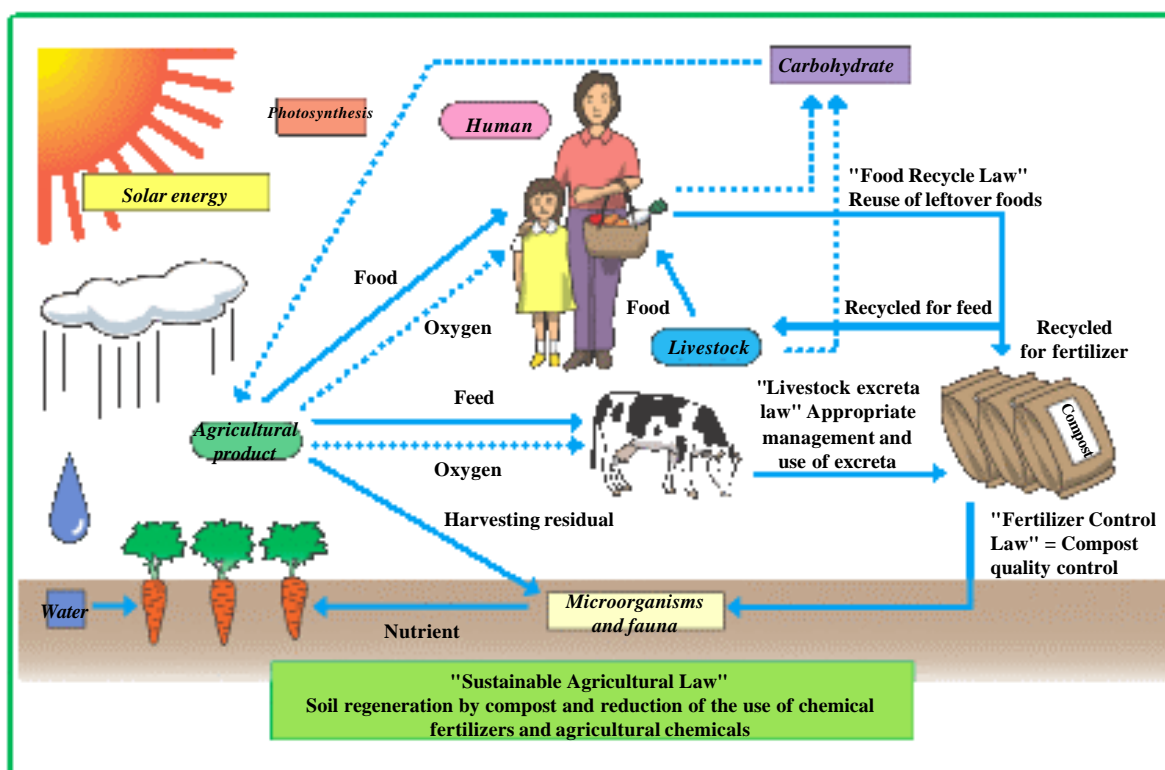 Carbohydrate
Photosynthesis
Human
Solar energy
"Food Recycle Law"
Reuse of leftover foods
Food
Oxygen
Food
Recycled for feed
Livestock
Recycled
for fertilizer
Agricultural
product
Feed
Oxygen
"Livestock excreta
law" Appropriate
management and
use of excreta
Compost
Harvesting residual
"Fertilizer Control
Law" = Compost
quality control
Water
Nutrient
Microorganisms
and fauna
"Sustainable Agricultural Law"
Soil regeneration by compost and reduction of the use of chemical
fertilizers and agricultural chemicals